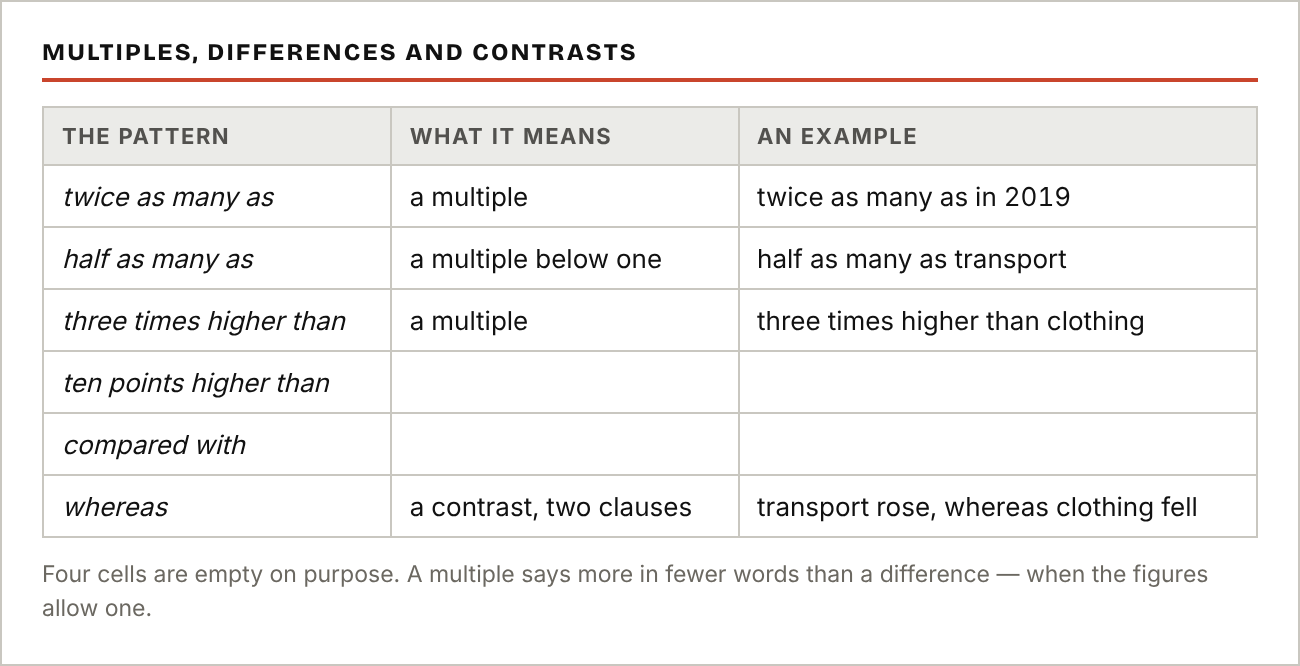 MULTIPLES, DIFFERENCES AND CONTRASTS
THE PATTERN WHAT IT MEANS AN EXAMPLE
twice as many as a multiple twice as many as in 2019
half as many as a multiple below one half as many as transport
three times higher than a multiple three times higher than clothing
ten points higher than
compared with
whereas a contrast, two clauses transport rose, whereas clothing fell
Four cells are empty on purpose. A multiple says more in fewer words than a difference — when the figures
allow one.